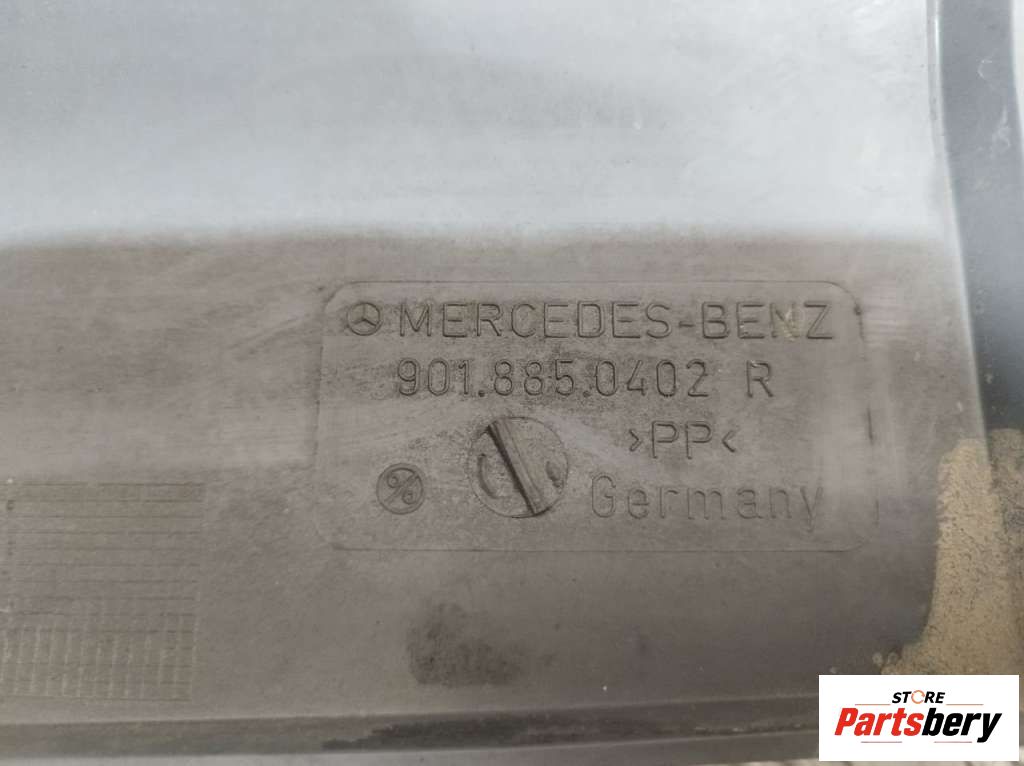 MERCEDES-BENZ
901.885.0402 R
>PP<
Germany
STORE
Partsbery